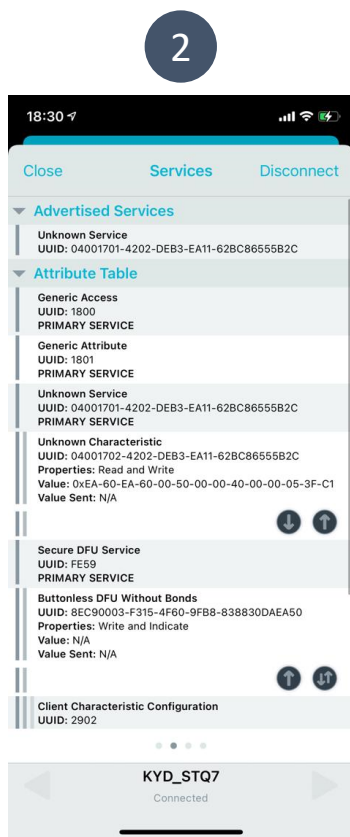 2
18:30
Close Services Disconnect
Advertised Services
Unknown Service
UUID: 04001701-4202-DEB3-EA11-62BC86555B2C
Attribute Table
Generic Access
UUID: 1800
PRIMARY SERVICE
Generic Attribute
UUID: 1801
PRIMARY SERVICE
Unknown Service
UUID: 04001701-4202-DEB3-EA11-62BC86555B2C
PRIMARY SERVICE
Unknown Characteristic
UUID: 04001702-4202-DEB3-EA11-62BC86555B2C
Properties: Read and Write
Value: 0xEA-60-EA-60-00-50-00-00-40-00-00-05-3F-C1
Value Sent: N/A
Secure DFU Service
UUID: FE59
PRIMARY SERVICE
Buttonless DFU Without Bonds
UUID: 8EC90003-F315-4F60-9FB8-838830DAEA50
Properties: Write and Indicate
Value: N/A
Value Sent: N/A
Client Characteristic Configuration
UUID: 2902
KYD_STQ7
Connected